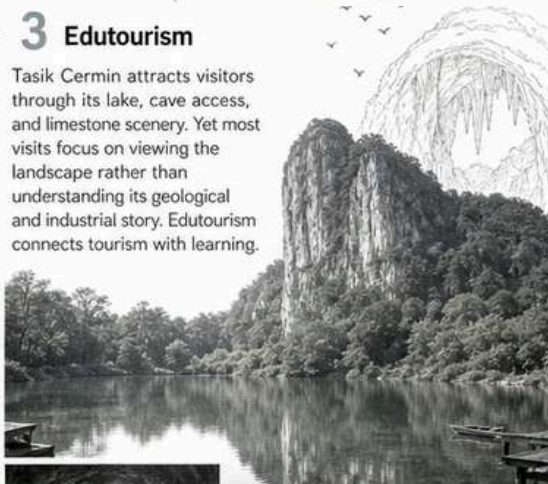 3 Edutourism
Tasik Cermin attracts visitors
through its lake, cave access,
and limestone scenery. Yet most
visits focus on viewing the
landscape rather than
understanding its geological
and industrial story. Edutourism
connects tourism with learning.